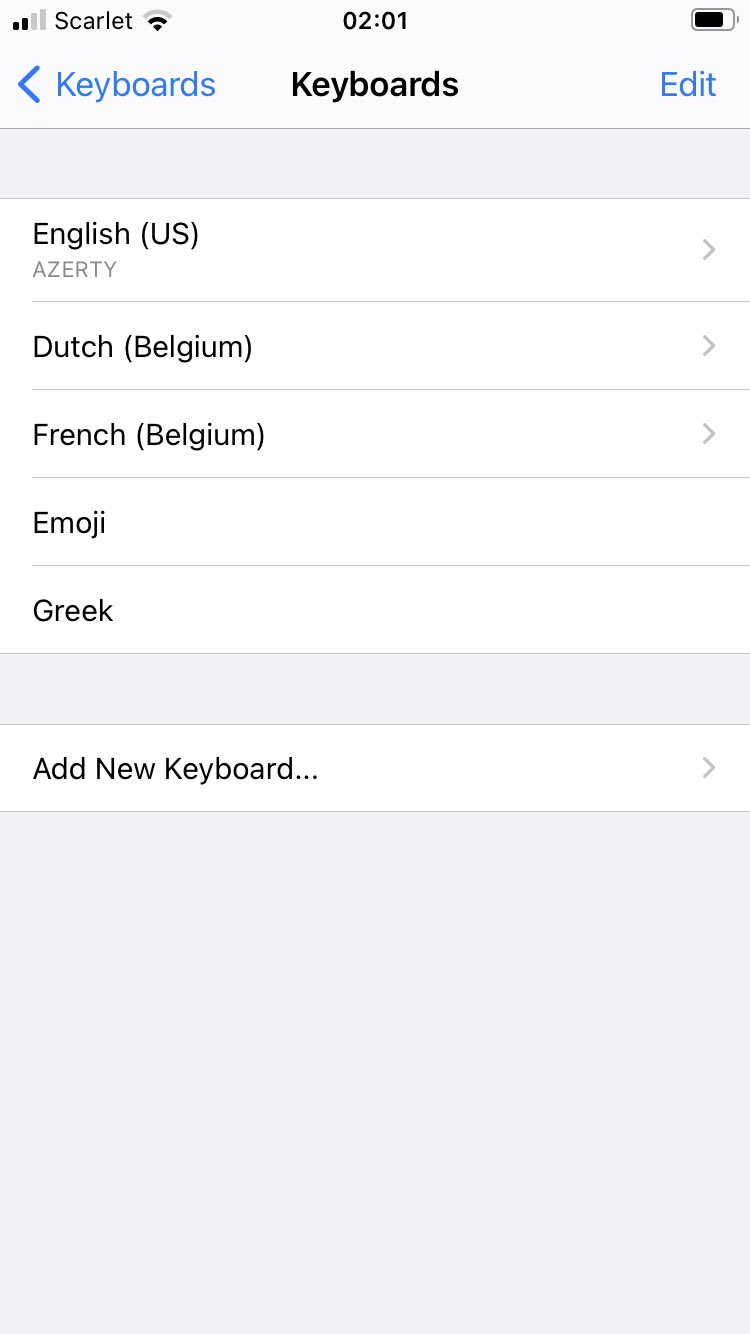 Scarlet 02:01
Keyboards Keyboards Edit
English (US)
AZERTY
Dutch (Belgium)
French (Belgium)
Emoji
Greek
Add New Keyboard...